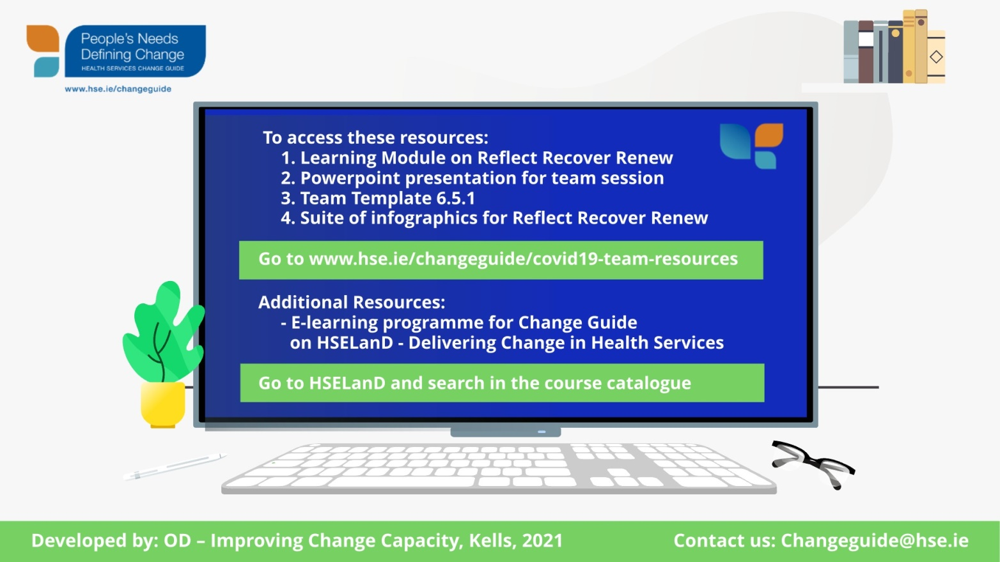 People's Needs
Defining Change
HEALTH SERVICES CHANGE GUIDE
www.hse.ie/changeguide
To access these resources:
1. Learning Module on Reflect Recover Renew
2. Powerpoint presentation for team session
3. Team Template 6.5.1
4. Suite of infographics for Reflect Recover Renew
Go to www.hse.ie/changeguide/covid19-team-resources
Additional Resources:
- E-learning programme for Change Guide
on HSELanD - Delivering Change in Health Services
Go to HSELanD and search in the course catalogue
Developed by: OD – Improving Change Capacity, Kells, 2021
Contact us: Changeguide@hse.ie